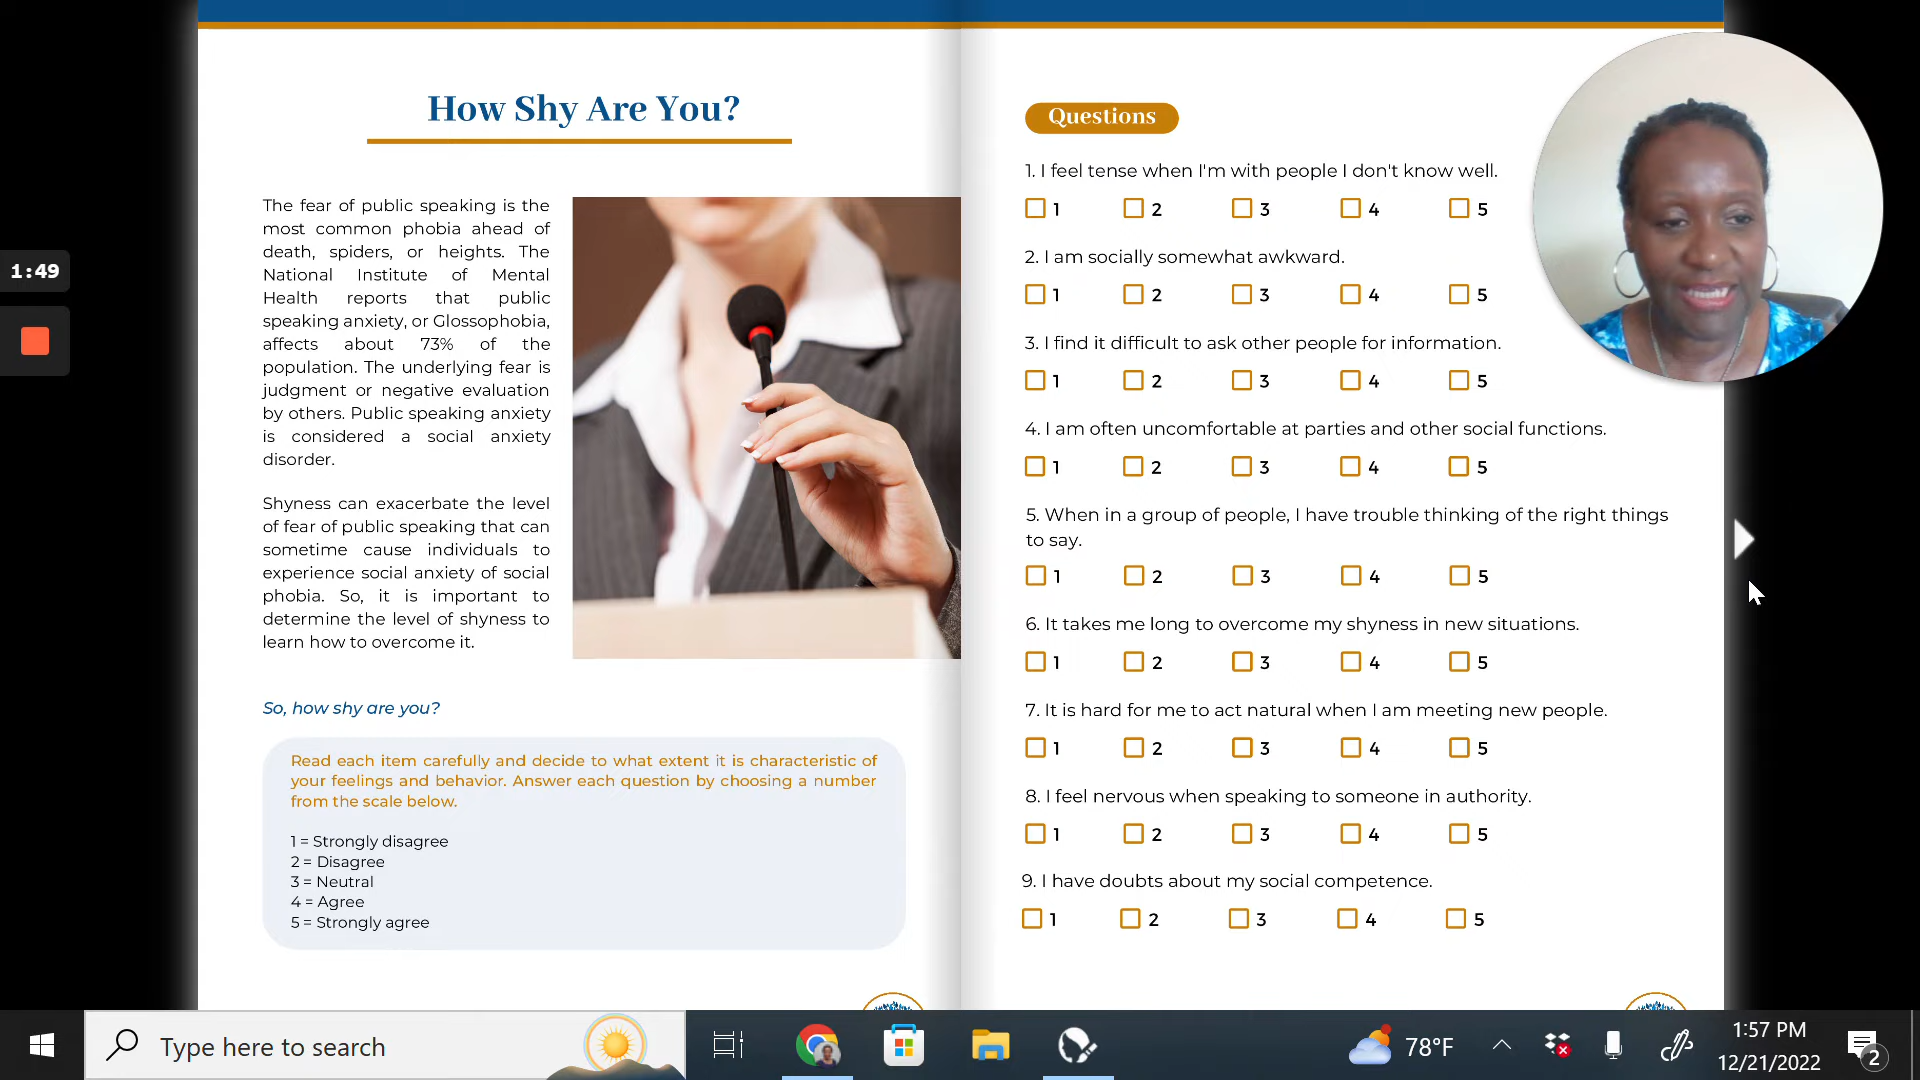 How Shy Are You?
The fear of public speaking is the
most common phobia ahead of
death, spiders, or heights. The
National Institute of Mental
Health reports that public
speaking anxiety, or Glossophobia,
affects about 73% of the
population. The underlying fear is
judgment or negative evaluation
by others. Public speaking anxiety
is considered a social anxiety
disorder.
Shyness can exacerbate the level
of fear of public speaking that can
sometime cause individuals to
experience social anxiety of social
phobia. So, it is important to
determine the level of shyness to
learn how to overcome it.
So, how shy are you?
Read each item carefully and decide to what extent it is characteristic of
your feelings and behavior. Answer each question by choosing a number
from the scale below.
1 = Strongly disagree
2 = Disagree
3 = Neutral
4 = Agree
5 = Strongly agree
Questions
1. I feel tense when I'm with people I don't know well.
1 2 3 4 5
2. I am socially somewhat awkward.
1 2 3 4 5
3. I find it difficult to ask other people for information.
1 2 3 4 5
4. I am often uncomfortable at parties and other social functions.
1 2 3 4 5
5. When in a group of people, I have trouble thinking of the right things
to say.
1 2 3 4 5
6. It takes me long to overcome my shyness in new situations.
1 2 3 4 5
7. It is hard for me to act natural when I am meeting new people.
1 2 3 4 5
8. I feel nervous when speaking to someone in authority.
1 2 3 4 5
9. I have doubts about my social competence.
1 2 3 4 5
1:49
Type here to search
78°F
1:57 PM
12/21/2022
2